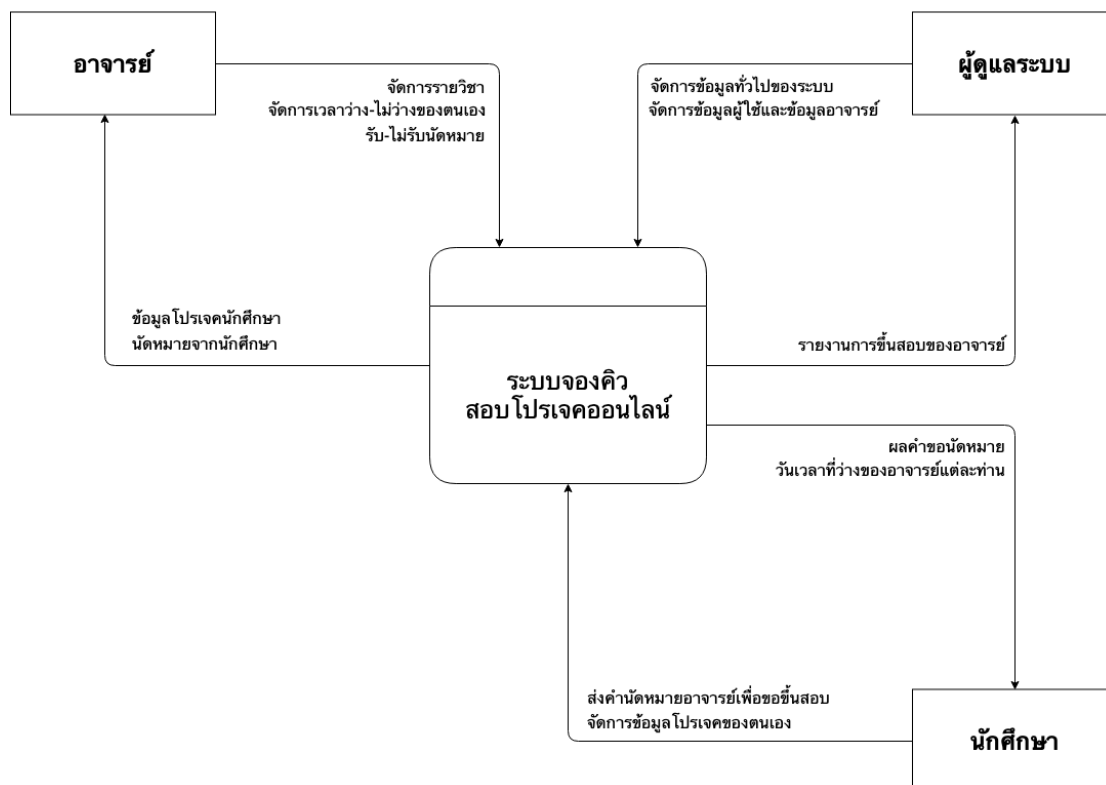 อาจารย์
ผู้ดูแลระบบ
จัดการรายวิชา
จัดการเวลาว่าง-ไม่ว่างของตนเอง
รับ-ไม่รับนัดหมาย
จัดการข้อมูลทั่วไปของระบบ
จัดการข้อมูลผู้ใช้และข้อมูลอาจารย์
ข้อมูลโปรเจคนักศึกษา
นัดหมายจากนักศึกษา
ระบบจองคิว
สอบโปรเจคออนไลน์
รายงานการขึ้นสอบของอาจารย์
ผลคำขอนัดหมาย
วันเวลาที่ว่างของอาจารย์แต่ละท่าน
ส่งคำนัดหมายอาจารย์เพื่อขอขึ้นสอบ
จัดการข้อมูลโปรเจคของตนเอง
นักศึกษา